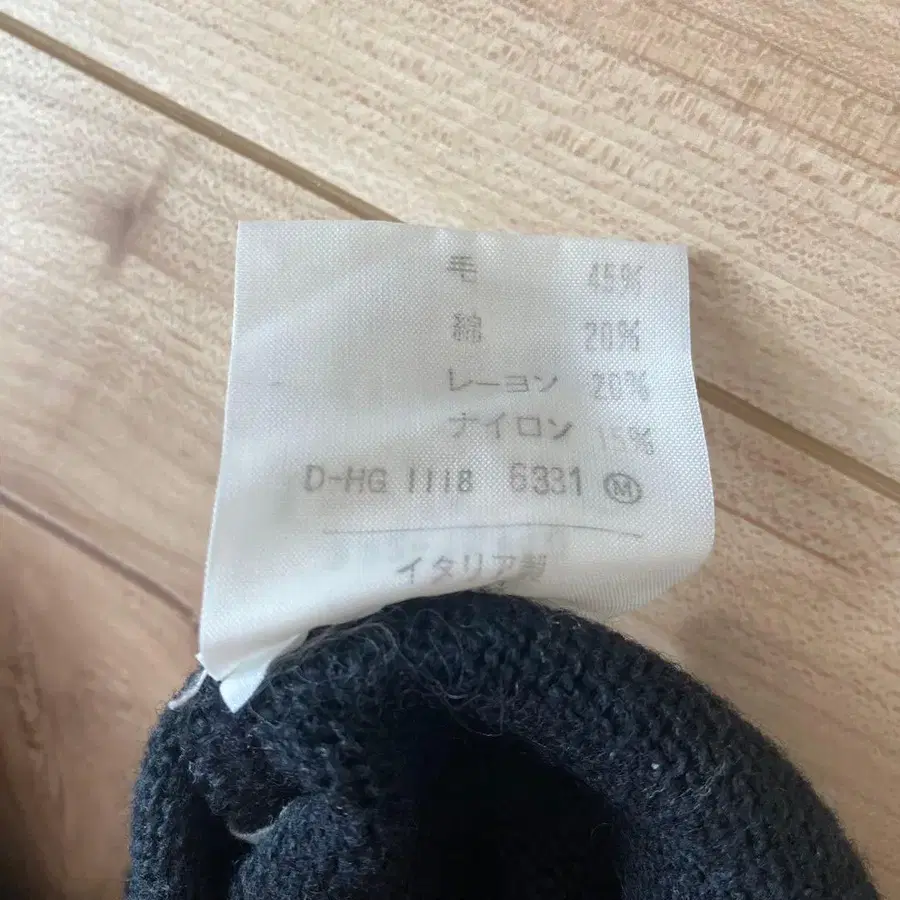 毛 45%
綿 20%
レーヨン 20%
ナイロン 15%
D-HG 1118 6331 Ⓜ
イタリア製